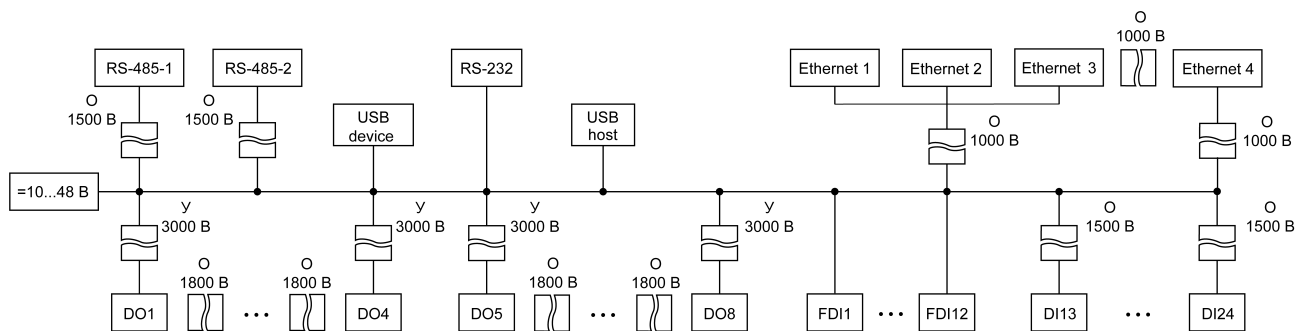 О
1000 В
RS-485-1
RS-485-2
RS-232
Ethernet 1
Ethernet 2
Ethernet 3
Ethernet 4
О
1500 В
О
1500 В
USB
device
USB
host
О
1000 В
О
1000 В
=10...48 В
У
3000 В
У
3000 В
У
3000 В
У
3000 В
О
1500 В
О
1500 В
О
1800 В
О
1800 В
О
1800 В
О
1800 В
DO1
...
DO4
DO5
...
DO8
FDI1
...
FDI12
DI13
...
DI24